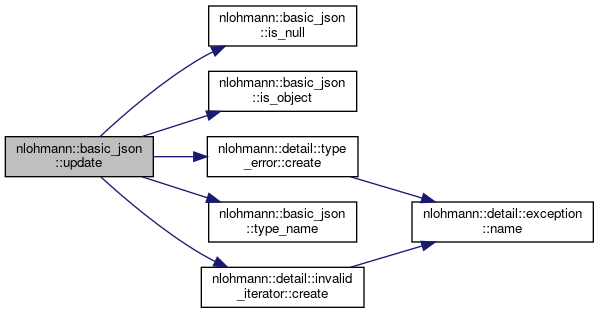 nlohmann::basic_json
::is_null
nlohmann::basic_json
::is_object
nlohmann::basic_json
::update
nlohmann::detail::type
_error::create
nlohmann::basic_json
::type_name
nlohmann::detail::exception
::name
nlohmann::detail::invalid
_iterator::create